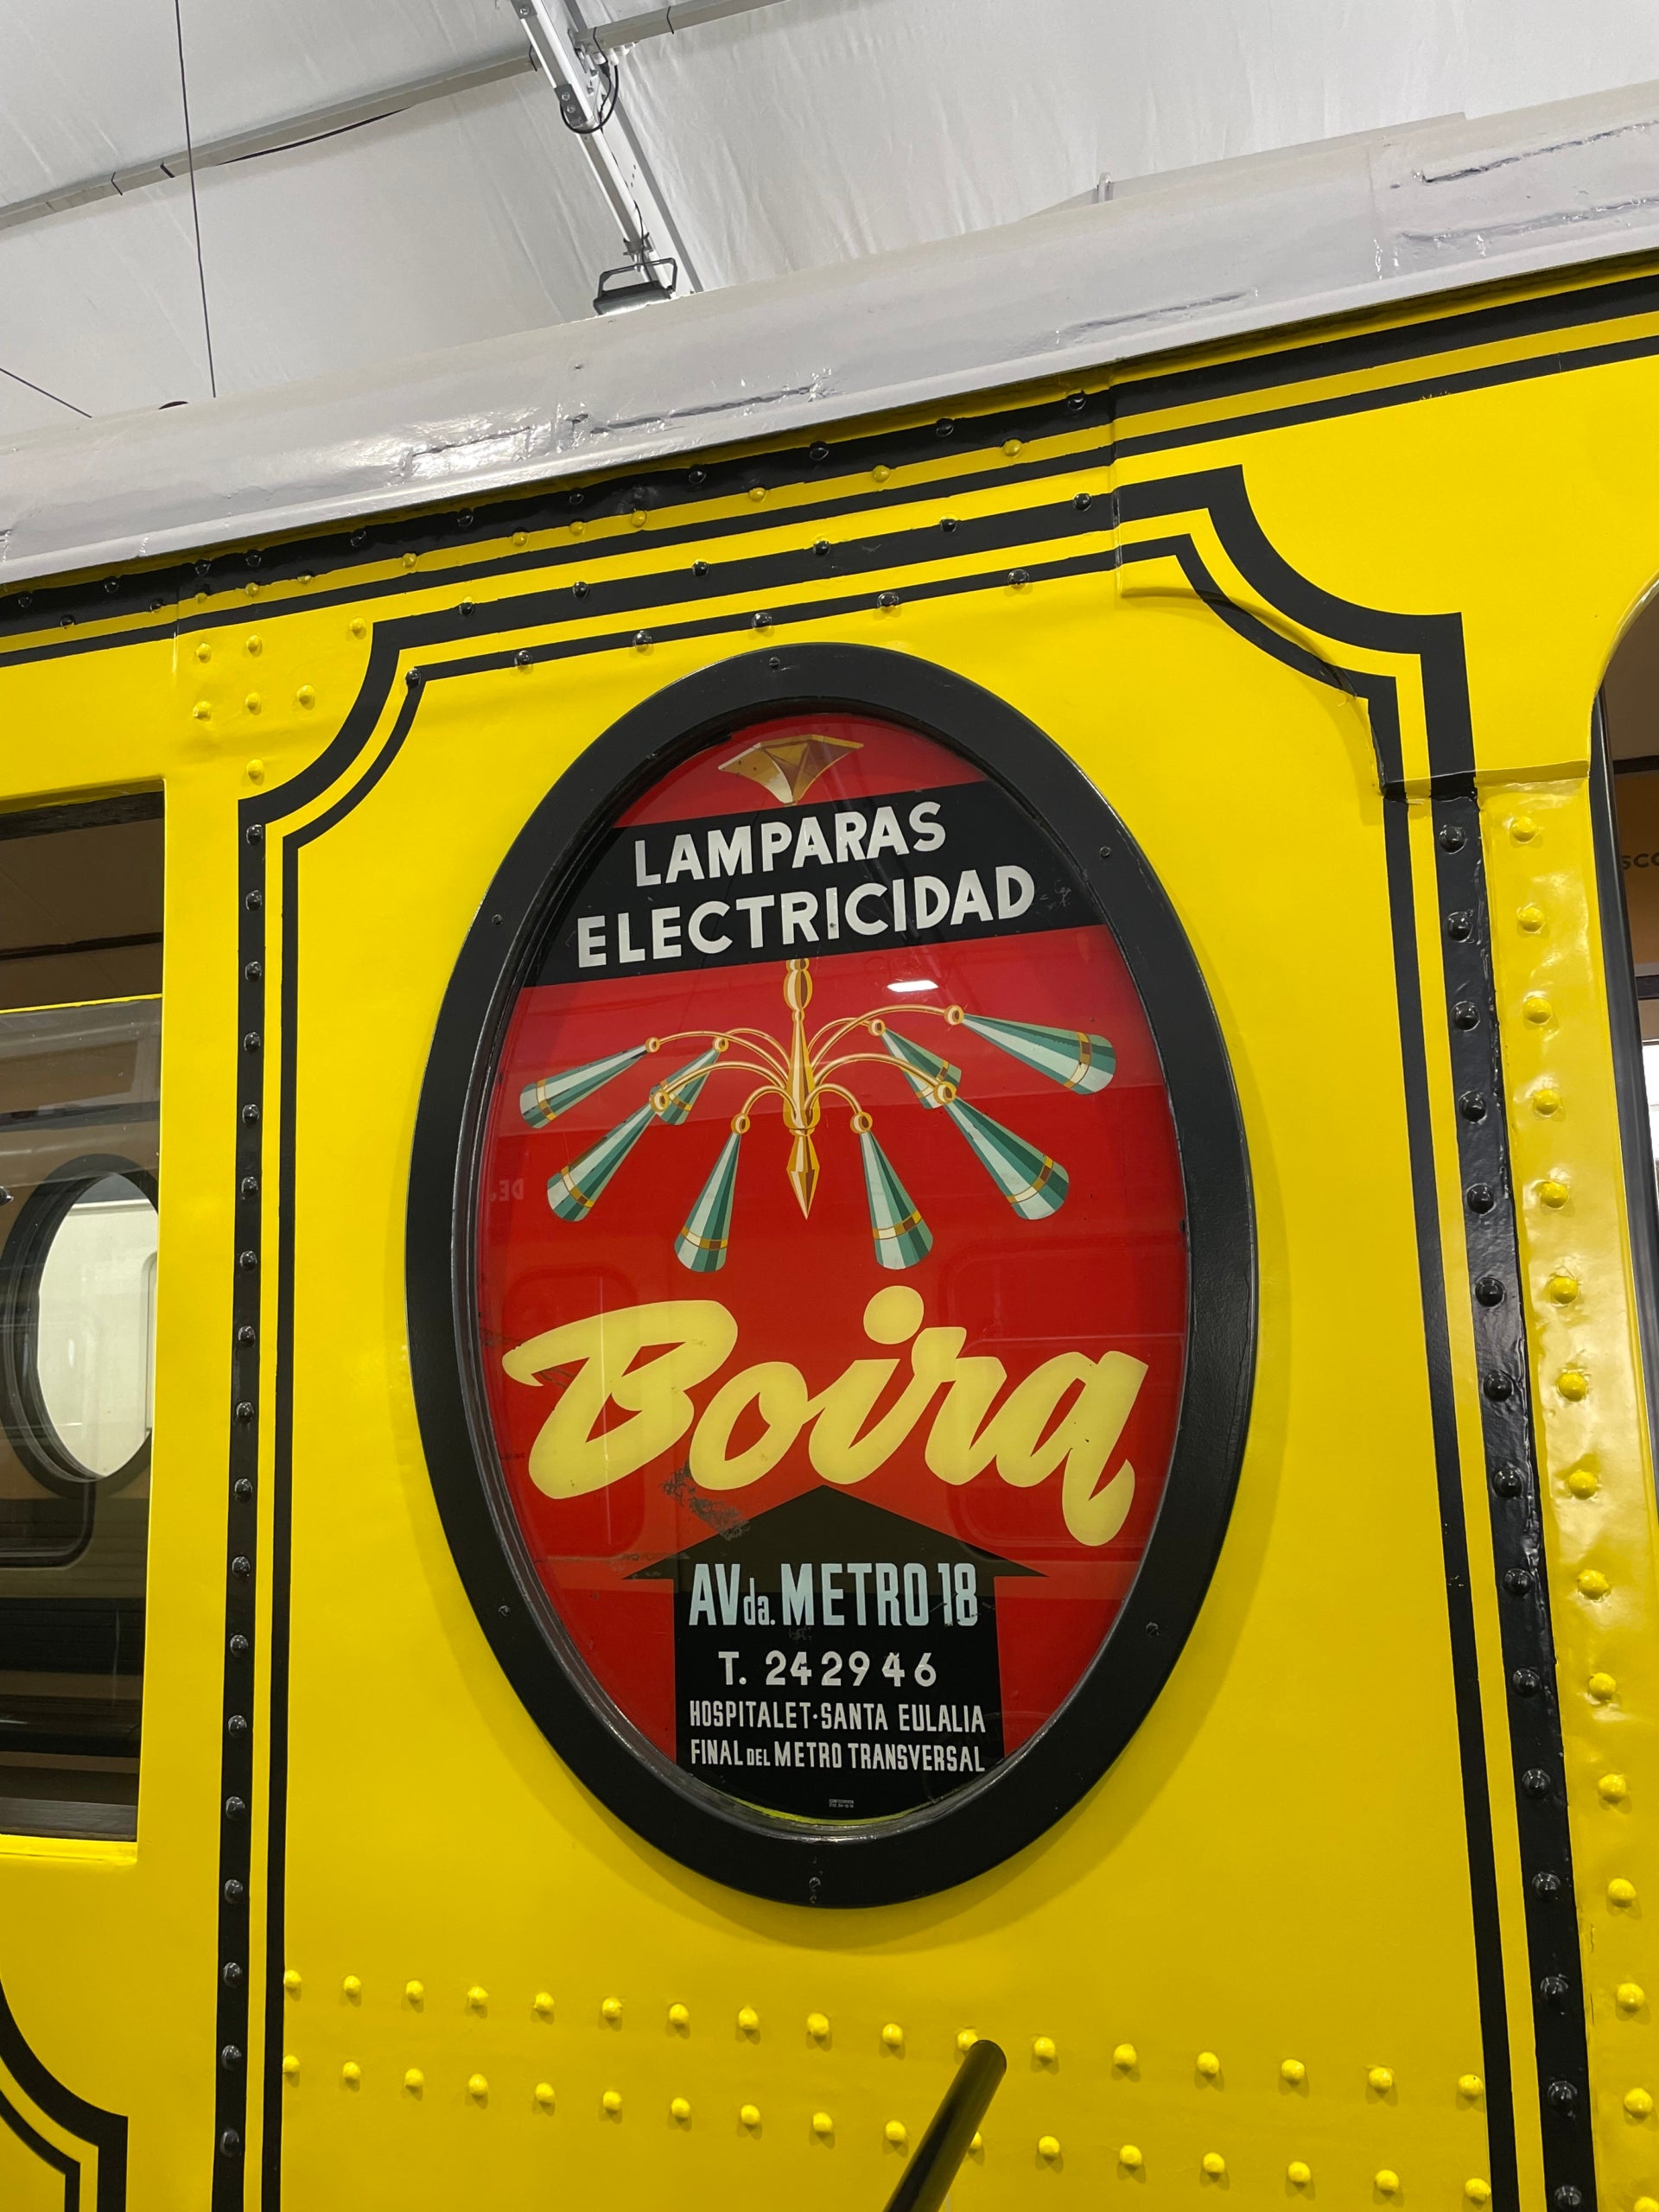 LAMPARAS
ELECTRICIDAD
Boira
AVda. METRO 18
T. 242946
HOSPITALET·SANTA EULALIA
FINAL DEL METRO TRANSVERSAL